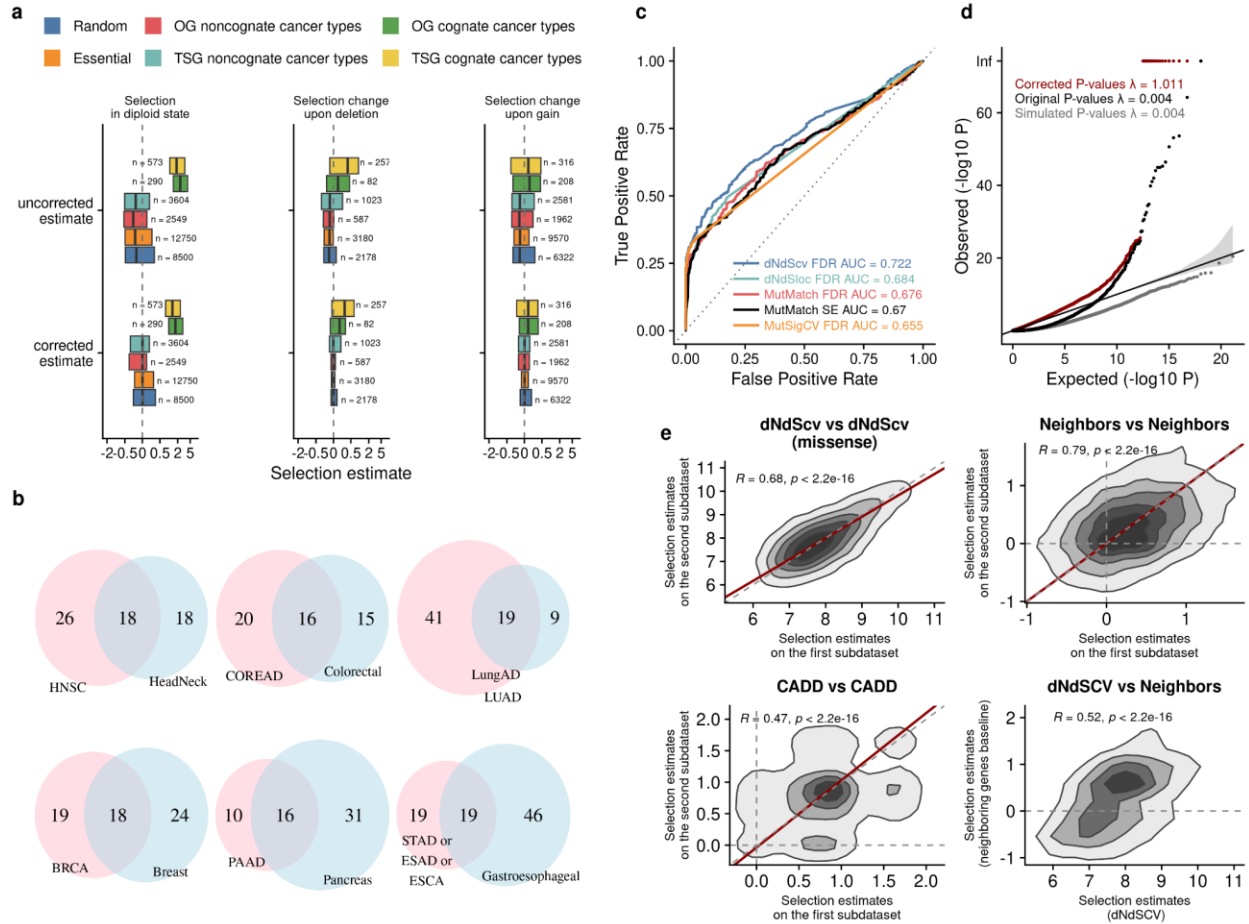 a
Random
OG noncognate cancer types
OG cognate cancer types
Essential
TSG noncognate cancer types
TSG cognate cancer types
Selection
in diploid state
Selection change
upon deletion
Selection change
upon gain
uncorrected
estimate
n = 573
n = 290
n = 3604
n = 2549
n = 12750
n = 8500
n = 257
n = 82
n = 1023
n = 587
n = 3180
n = 2178
n = 316
n = 208
n = 2581
n = 1962
n = 9570
n = 6322
corrected
estimate
n = 573
n = 290
n = 3604
n = 2549
n = 12750
n = 8500
n = 257
n = 82
n = 1023
n = 587
n = 3180
n = 2178
n = 316
n = 208
n = 2581
n = 1962
n = 9570
n = 6322
-2-0.50 0.5 2 5
-2-0.50 0.5 2 5
-2-0.50 0.5 2 5
Selection estimate
b
26 18 18
HNSC HeadNeck
20 16 15
COREAD Colorectal
41 19 9
LungAD
LUAD
19 18 24
BRCA Breast
10 16 31
PAAD Pancreas
19 19 46
STAD or
ESAD or
ESCA
Gastroesophageal
c
True Positive Rate
1.00
0.75
0.50
0.25
0.00
dNdScv FDR AUC = 0.722
dNdSloc FDR AUC = 0.684
MutMatch FDR AUC = 0.676
MutMatch SE AUC = 0.67
MutSigCV FDR AUC = 0.655
0.00 0.25 0.50 0.75 1.00
False Positive Rate
d
Observed (-log10 P)
Inf
60
40
20
Corrected P-values λ = 1.011
Original P-values λ = 0.004
Simulated P-values λ = 0.004
0 5 10 15 20
Expected (-log10 P)
e
dNdScv vs dNdScv
(missense)
R = 0.68, p < 2.2e-16
Selection estimates
on the second subdataset
11
10
9
8
7
6
6 7 8 9 10 11
Selection estimates
on the first subdataset
Neighbors vs Neighbors
R = 0.79, p < 2.2e-16
Selection estimates
on the second subdataset
1
0
-1
-1 0 1
Selection estimates
on the first subdataset
CADD vs CADD
R = 0.47, p < 2.2e-16
Selection estimates
on the second subdataset
2.0
1.5
1.0
0.5
0.0
0.0 0.5 1.0 1.5 2.0
Selection estimates
on the first subdataset
dNdSCV vs Neighbors
R = 0.52, p < 2.2e-16
Selection estimates
(neighboring genes baseline)
2
1
0
-1
6 7 8 9 10 11
Selection estimates
(dNdSCV)